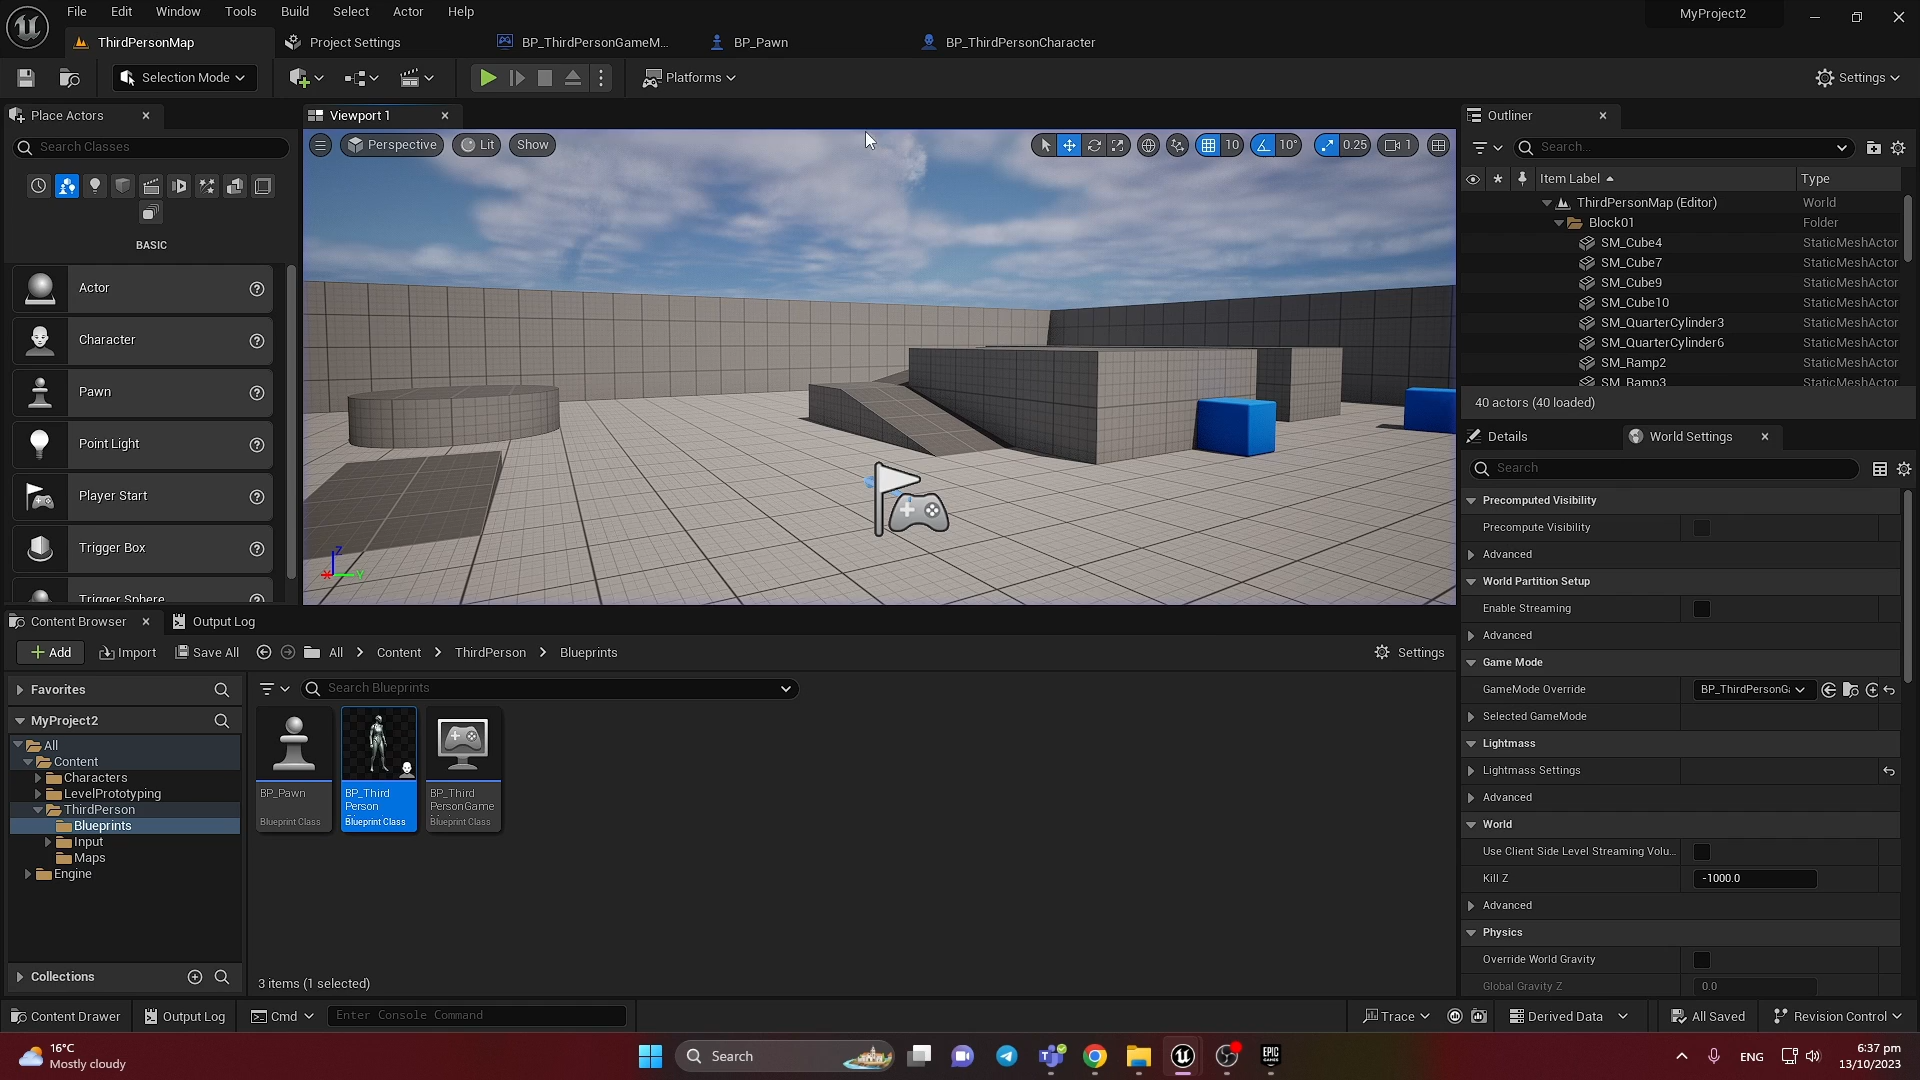 File Edit Window Tools Build Select Actor Help
MyProject2
ThirdPersonMap
Project Settings
BP_ThirdPersonGameM...
BP_Pawn
BP_ThirdPersonCharacter
Selection Mode
Platforms
Settings
Place Actors
Search Classes
BASIC
Actor
Character
Pawn
Point Light
Player Start
Trigger Box
Trigger Sphere
Viewport 1
Perspective
Lit
Show
10
10°
0.25
1
Z
Y
X
Outliner
Search...
Item Label
Type
ThirdPersonMap (Editor) World
Block01 Folder
SM_Cube4 StaticMeshActor
SM_Cube7 StaticMeshActor
SM_Cube9 StaticMeshActor
SM_Cube10 StaticMeshActor
SM_QuarterCylinder3 StaticMeshActor
SM_QuarterCylinder6 StaticMeshActor
SM_Ramp2 StaticMeshActor
SM_Ramp3 StaticMeshActor
40 actors (40 loaded)
Details
World Settings
Search
Precomputed Visibility
Precompute Visibility
Advanced
World Partition Setup
Enable Streaming
Advanced
Game Mode
GameMode Override BP_ThirdPersonGa
Selected GameMode
Lightmass
Lightmass Settings
Advanced
World
Use Client Side Level Streaming Volu...
Kill Z -1000.0
Advanced
Physics
Override World Gravity
Global Gravity Z 0.0
Content Browser
Output Log
Add
Import
Save All
All
Content
ThirdPerson
Blueprints
Settings
Favorites
MyProject2
All
Content
Characters
LevelPrototyping
ThirdPerson
Blueprints
Input
Maps
Engine
Collections
Search Blueprints
BP_Pawn
Blueprint Class
BP_Third
Person
Blueprint Class
BP_Third
PersonGame
Blueprint Class
3 items (1 selected)
Content Drawer
Output Log
Cmd
Enter Console Command
Trace
Derived Data
All Saved
Revision Control
16°C
Mostly cloudy
Search
EPIC
GAMES
ENG
6:37 pm
13/10/2023